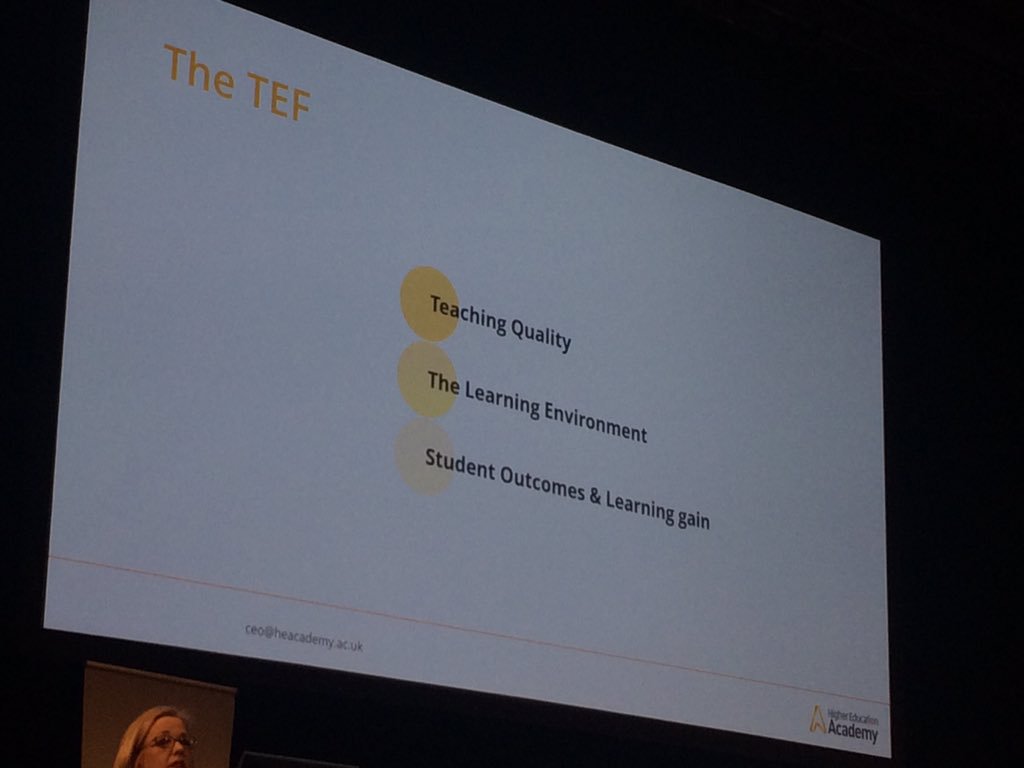 The TEF
Teaching Quality
The Learning Environment
Student Outcomes & Learning gain
ceo@heacademy.ac.uk
Higher Education
Academy